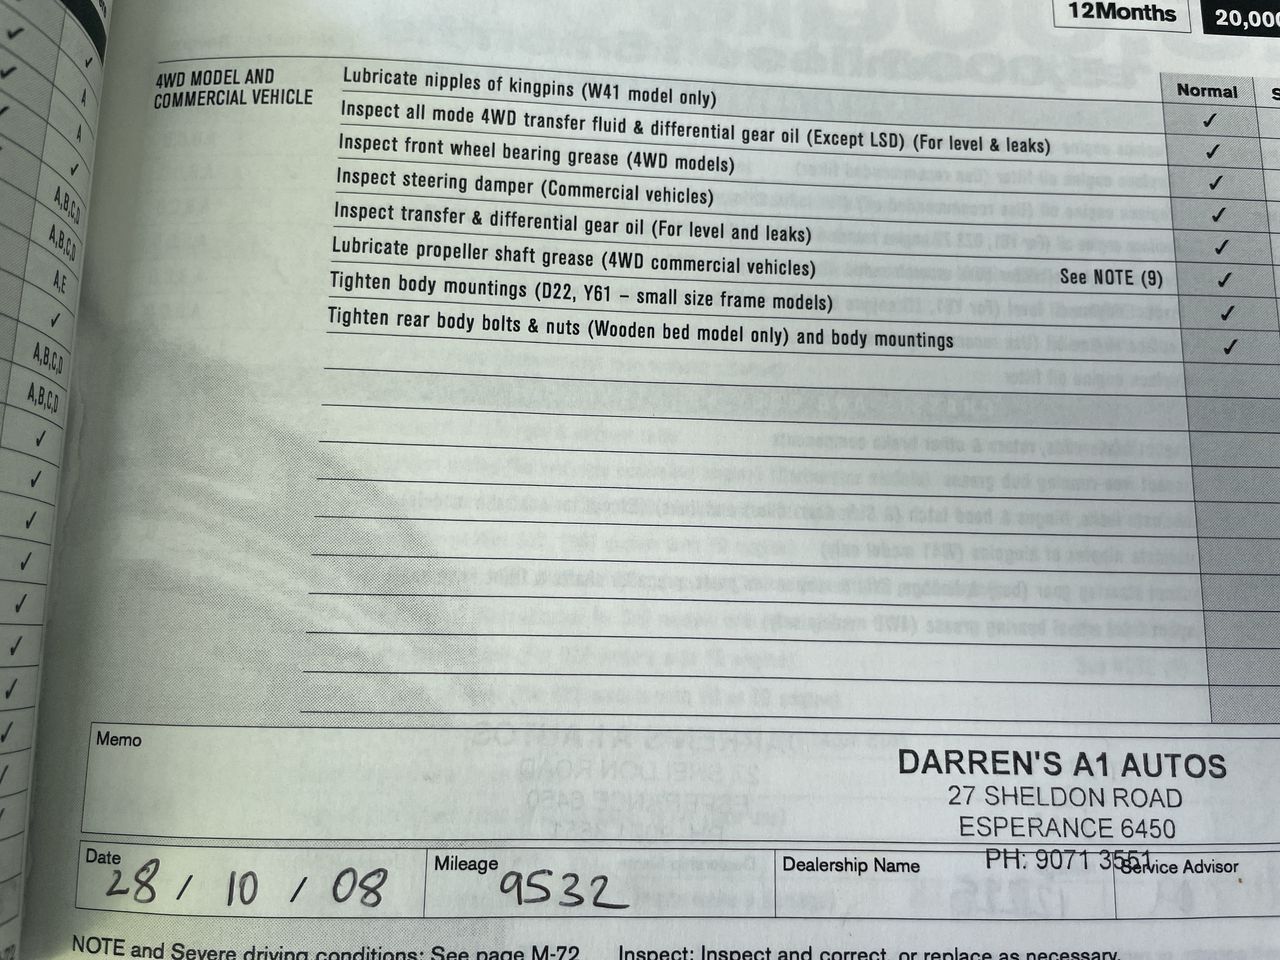 12Months
20,000
Normal
4WD MODEL AND
COMMERCIAL VEHICLE
Lubricate nipples of kingpins (W41 model only) ✓
Inspect all mode 4WD transfer fluid & differential gear oil (Except LSD) (For level & leaks) ✓
Inspect front wheel bearing grease (4WD models) ✓
Inspect steering damper (Commercial vehicles) ✓
Inspect transfer & differential gear oil (For level and leaks) ✓
Lubricate propeller shaft grease (4WD commercial vehicles) See NOTE (9) ✓
Tighten body mountings (D22, Y61 – small size frame models) ✓
Tighten rear body bolts & nuts (Wooden bed model only) and body mountings ✓
✓
✓
A
✓
A
✓
A,B,C,D
A,B,C,D
A,E
✓
A,B,C,D
A,B,C,D
✓
✓
✓
✓
✓
✓
✓
✓
Memo
DARREN'S A1 AUTOS
27 SHELDON ROAD
ESPERANCE 6450
PH: 9071 3551
Date
28 / 10 / 08
Mileage
9532
Dealership Name
Service Advisor
NOTE and Severe driving conditions: See page M-72 Inspect: Inspect and correct, or replace as necessary.